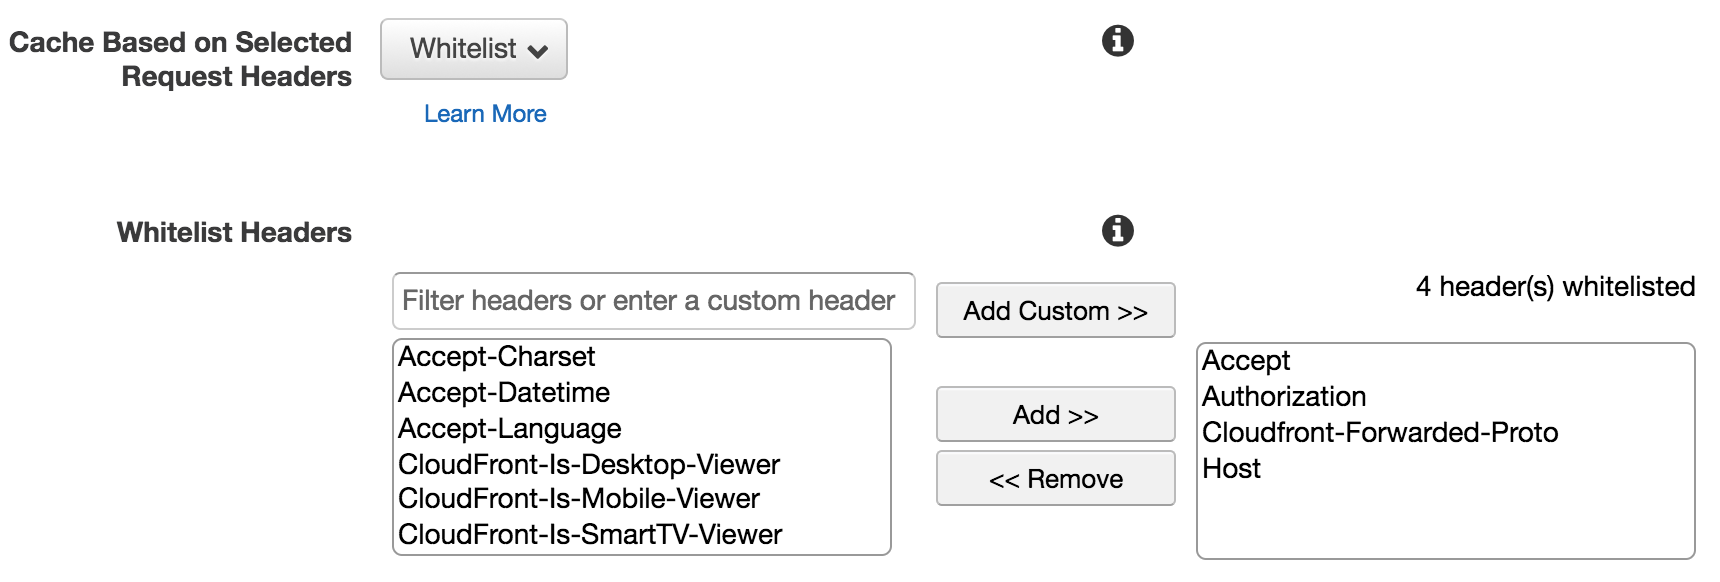 Cache Based on Selected
Request Headers
Whitelist
Learn More
Whitelist Headers
Filter headers or enter a custom header
Add Custom >>
4 header(s) whitelisted
Accept-Charset
Accept-Datetime
Accept-Language
CloudFront-Is-Desktop-Viewer
CloudFront-Is-Mobile-Viewer
CloudFront-Is-SmartTV-Viewer
Add >>
<< Remove
Accept
Authorization
Cloudfront-Forwarded-Proto
Host